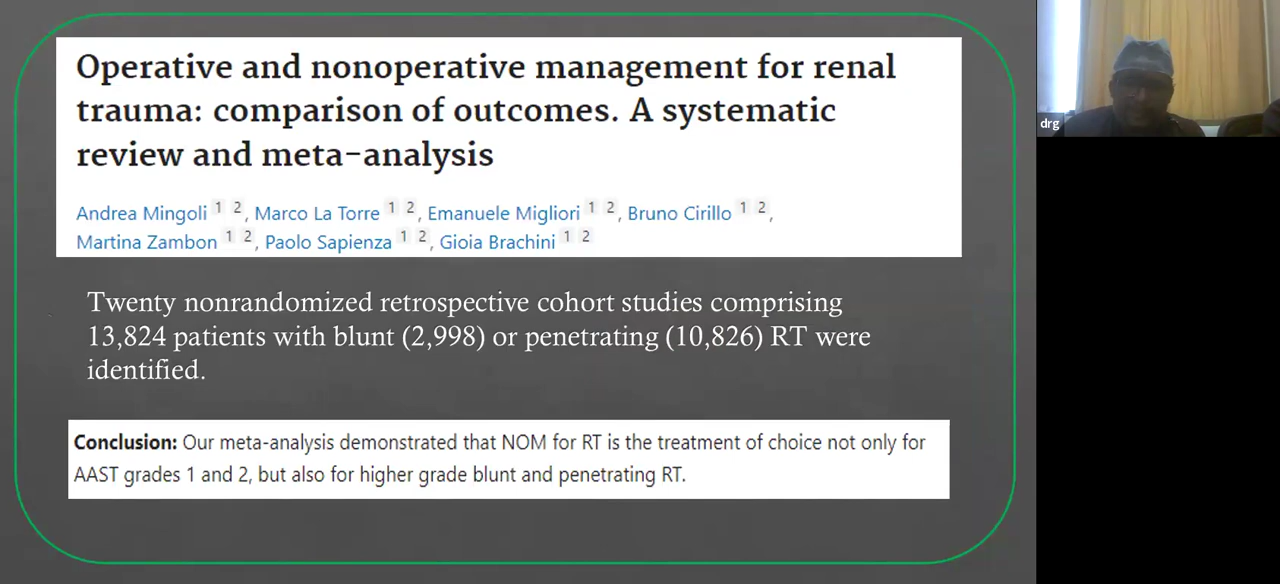 Operative and nonoperative management for renal
trauma: comparison of outcomes. A systematic
review and meta-analysis
Andrea Mingoli 1 2, Marco La Torre 1 2, Emanuele Migliori 1 2, Bruno Cirillo 1 2,
Martina Zambon 1 2, Paolo Sapienza 1 2, Gioia Brachini 1 2
Twenty nonrandomized retrospective cohort studies comprising
13,824 patients with blunt (2,998) or penetrating (10,826) RT were
identified.
Conclusion: Our meta-analysis demonstrated that NOM for RT is the treatment of choice not only for
AAST grades 1 and 2, but also for higher grade blunt and penetrating RT.
drg